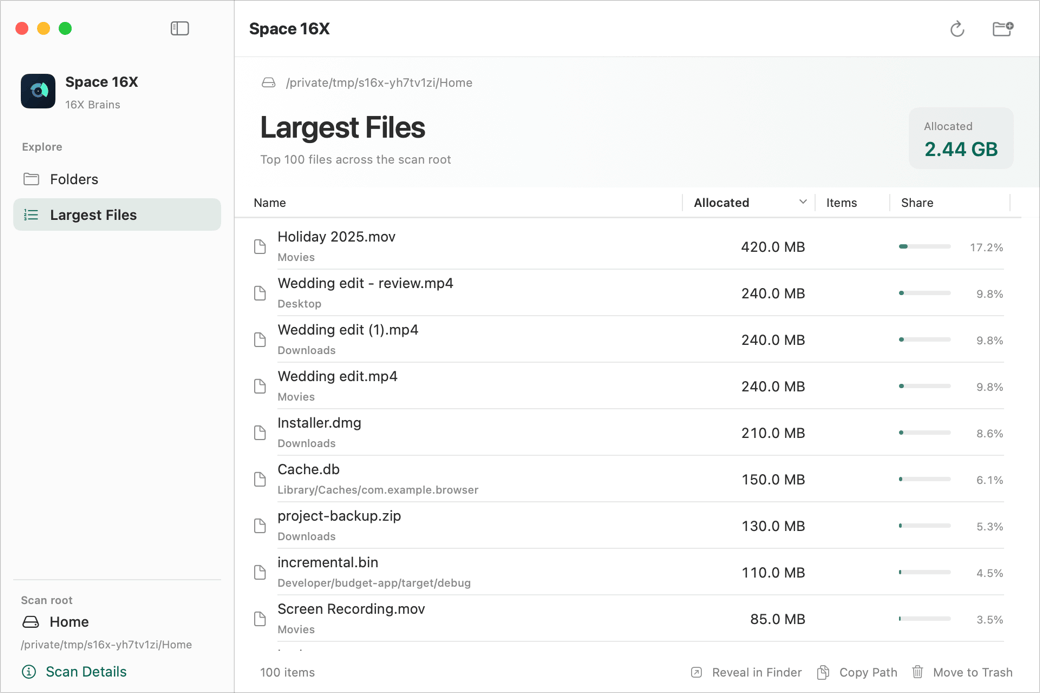 Space 16X
Space 16X
16X Brains
Explore
Folders
Largest Files
Scan root
Home
/private/tmp/s16x-yh7tv1zi/Home
Scan Details
/private/tmp/s16x-yh7tv1zi/Home
Largest Files
Top 100 files across the scan root
Allocated
2.44 GB
Name Allocated Items Share
Holiday 2025.mov
Movies
420.0 MB 17.2%
Wedding edit - review.mp4
Desktop
240.0 MB 9.8%
Wedding edit (1).mp4
Downloads
240.0 MB 9.8%
Wedding edit.mp4
Movies
240.0 MB 9.8%
Installer.dmg
Downloads
210.0 MB 8.6%
Cache.db
Library/Caches/com.example.browser
150.0 MB 6.1%
project-backup.zip
Downloads
130.0 MB 5.3%
incremental.bin
Developer/budget-app/target/debug
110.0 MB 4.5%
Screen Recording.mov
Movies
85.0 MB 3.5%
100 items Reveal in Finder Copy Path Move to Trash